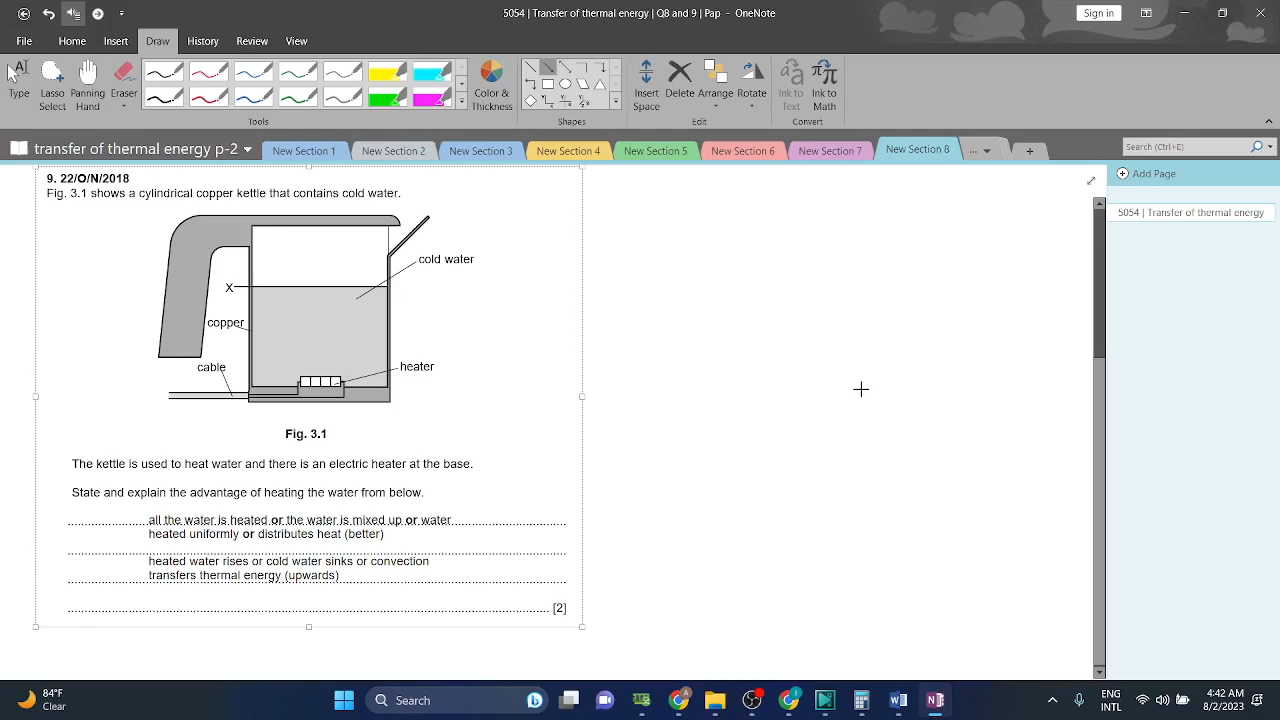 5054 | Transfer of thermal energy | Q8 and 9 | Pap - OneNote
Sign in
File Home Insert Draw History Review View
Type
Lasso Select
Panning Hand
Eraser
Color & Thickness
Insert Space
Delete
Arrange
Rotate
Ink to Text
Ink to Math
Tools
Shapes
Edit
Convert
transfer of thermal energy p-2
New Section 1 New Section 2 New Section 3 New Section 4 New Section 5 New Section 6 New Section 7 New Section 8 ...
Search (Ctrl+E)
Add Page
5054 | Transfer of thermal energy
9. 22/O/N/2018
Fig. 3.1 shows a cylindrical copper kettle that contains cold water.
cold water
X
copper
cable
heater
Fig. 3.1
The kettle is used to heat water and there is an electric heater at the base.
State and explain the advantage of heating the water from below.
all the water is heated or the water is mixed up or water
heated uniformly or distributes heat (better)
heated water rises or cold water sinks or convection
transfers thermal energy (upwards)
[2]
84°F
Clear
Search
ENG
INTL
4:42 AM
8/2/2023